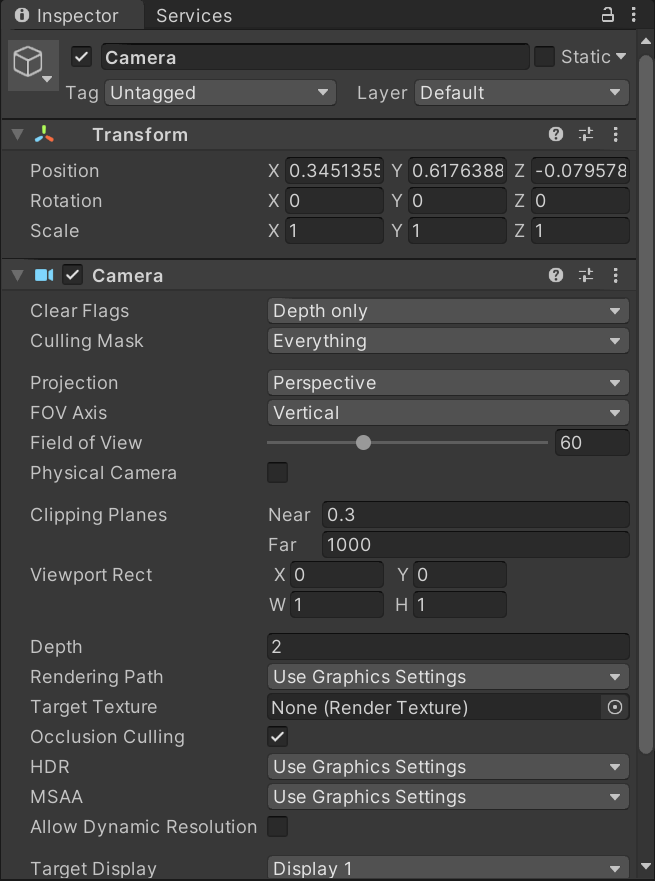 Inspector Services
Camera Static
Tag Untagged Layer Default
Transform
Position X 0.3451355 Y 0.6176388 Z -0.079578
Rotation X 0 Y 0 Z 0
Scale X 1 Y 1 Z 1
Camera
Clear Flags Depth only
Culling Mask Everything
Projection Perspective
FOV Axis Vertical
Field of View 60
Physical Camera
Clipping Planes Near 0.3
Far 1000
Viewport Rect X 0 Y 0
W 1 H 1
Depth 2
Rendering Path Use Graphics Settings
Target Texture None (Render Texture)
Occlusion Culling
HDR Use Graphics Settings
MSAA Use Graphics Settings
Allow Dynamic Resolution
Target Display Display 1